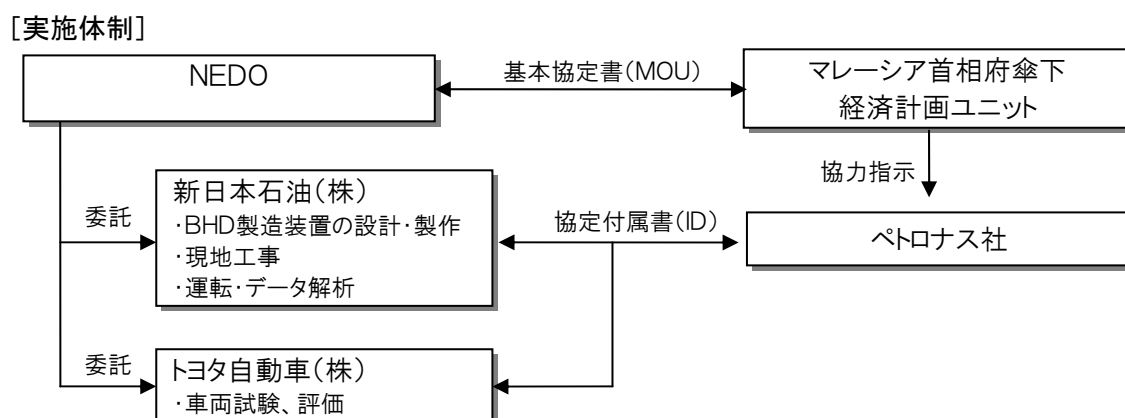 [実施体制]
NEDO
基本協定書(MOU)
マレーシア首相府傘下
経済計画ユニット
協力指示
委託
新日本石油(株)
・BHD製造装置の設計・製作
・現地工事
・運転・データ解析
協定付属書(ID)
ペトロナス社
委託
トヨタ自動車(株)
・車両試験、評価